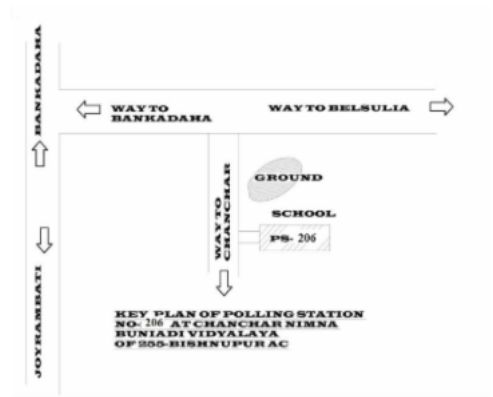 BANKADAHA
WAY TO
BANKADAHA
WAY TO BELSULIA
WAY TO
CHANCHAR
GROUND
SCHOOL
PS- 206
JOYRAMBATI
KEY PLAN OF POLLING STATION
NO- 206 AT CHANCHAR NIMNA
BUNIADI VIDYALAYA
OF 255-BISHNUPUR AC